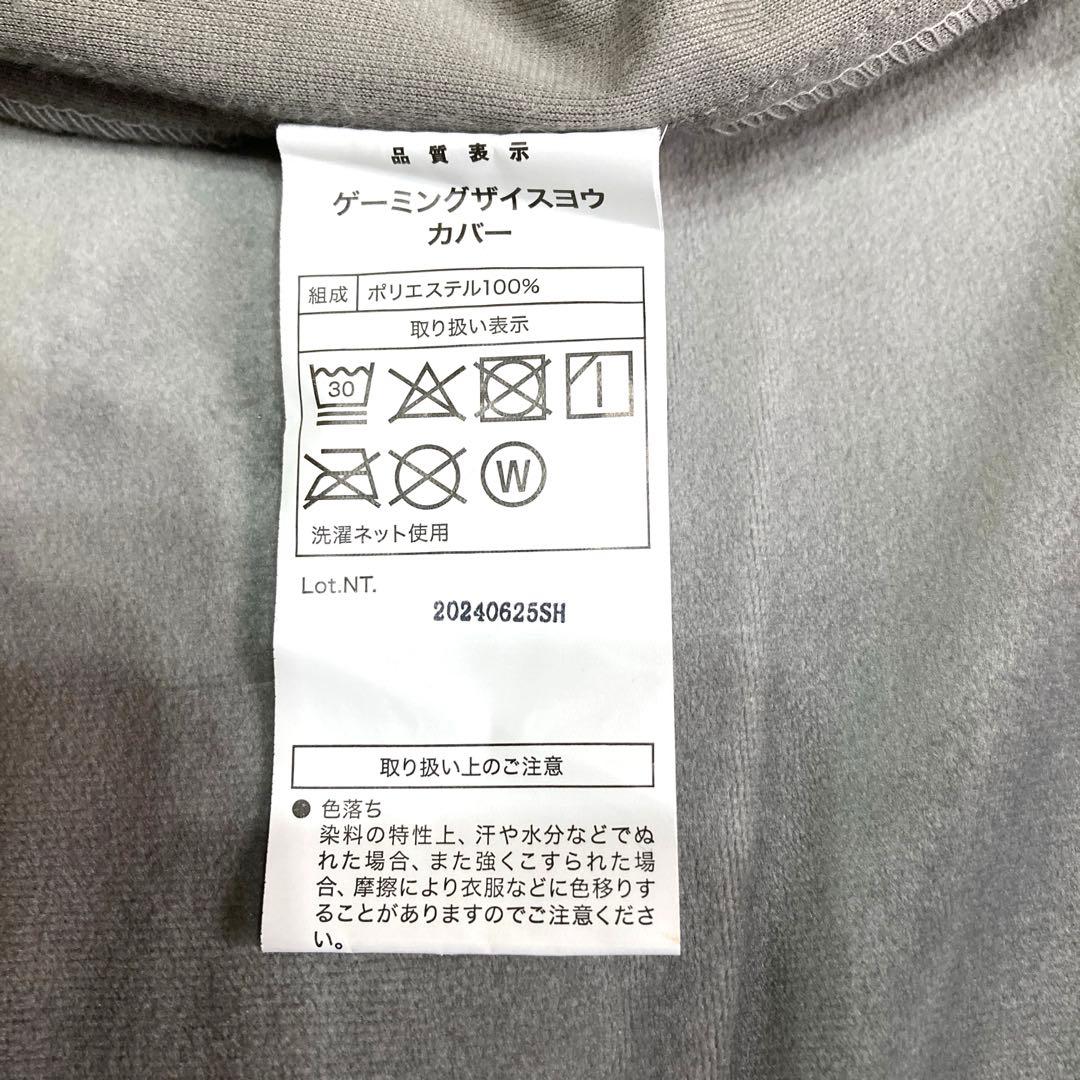 品質表示
ゲーミングザイスヨウ
カバー
組成 ポリエステル100%
取り扱い表示
30
W
洗濯ネット使用
Lot.NT.
20240625SH
取り扱い上のご注意
● 色落ち
染料の特性上、汗や水分などでぬ
れた場合、また強くこすられた場
合、摩擦により衣服などに色移りす
ることがありますのでご注意くださ
い。